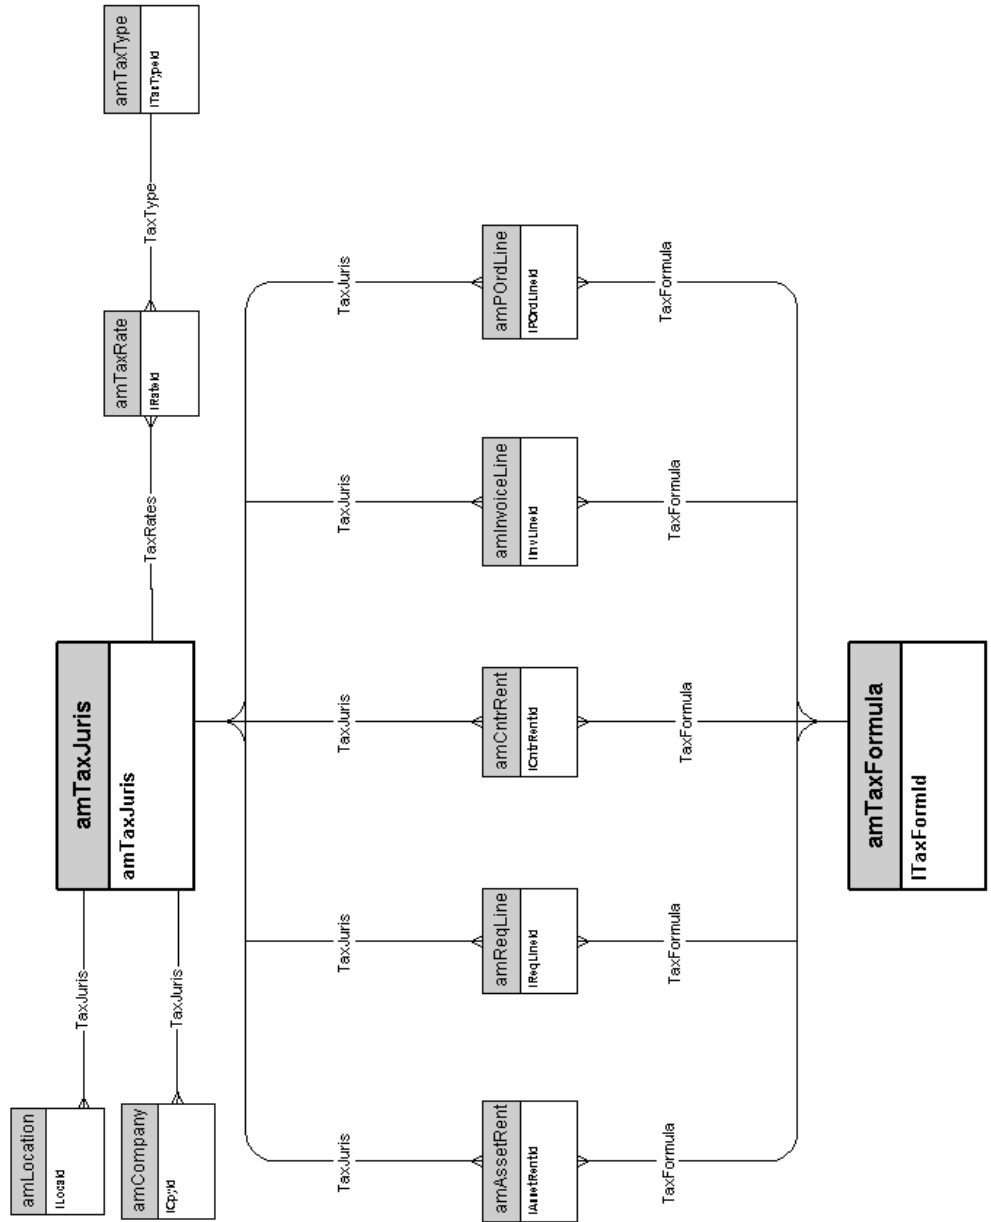 amLocation
lLocaId
TaxJuris
amCompany
lCpyId
TaxJuris
amTaxJuris
amTaxJuris
TaxRates
amTaxRate
lRateId
TaxType
amTaxType
lTaxTypeId
TaxJuris
TaxJuris
TaxJuris
TaxJuris
TaxJuris
amAssetRent
lAssetRentId
amReqLine
lReqLineId
amCntrRent
lCntrRentId
amInvoiceLine
lInvLineId
amPOrdLine
lPOrdLineId
TaxFormula
TaxFormula
TaxFormula
TaxFormula
TaxFormula
amTaxFormula
lTaxFormId